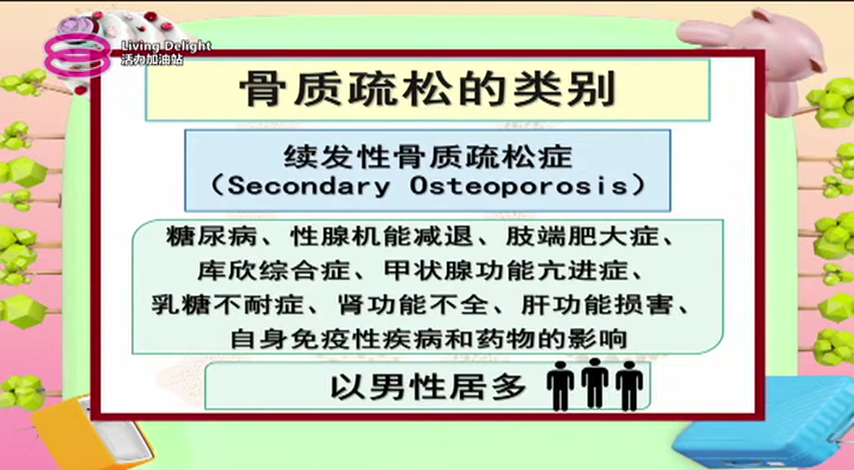 Living Delight
活力加油站
骨质疏松的类别
续发性骨质疏松症
（Secondary Osteoporosis）
糖尿病、性腺机能减退、肢端肥大症、
库欣综合症、甲状腺功能亢进症、
乳糖不耐症、肾功能不全、肝功能损害、
自身免疫性疾病和药物的影响
以男性居多